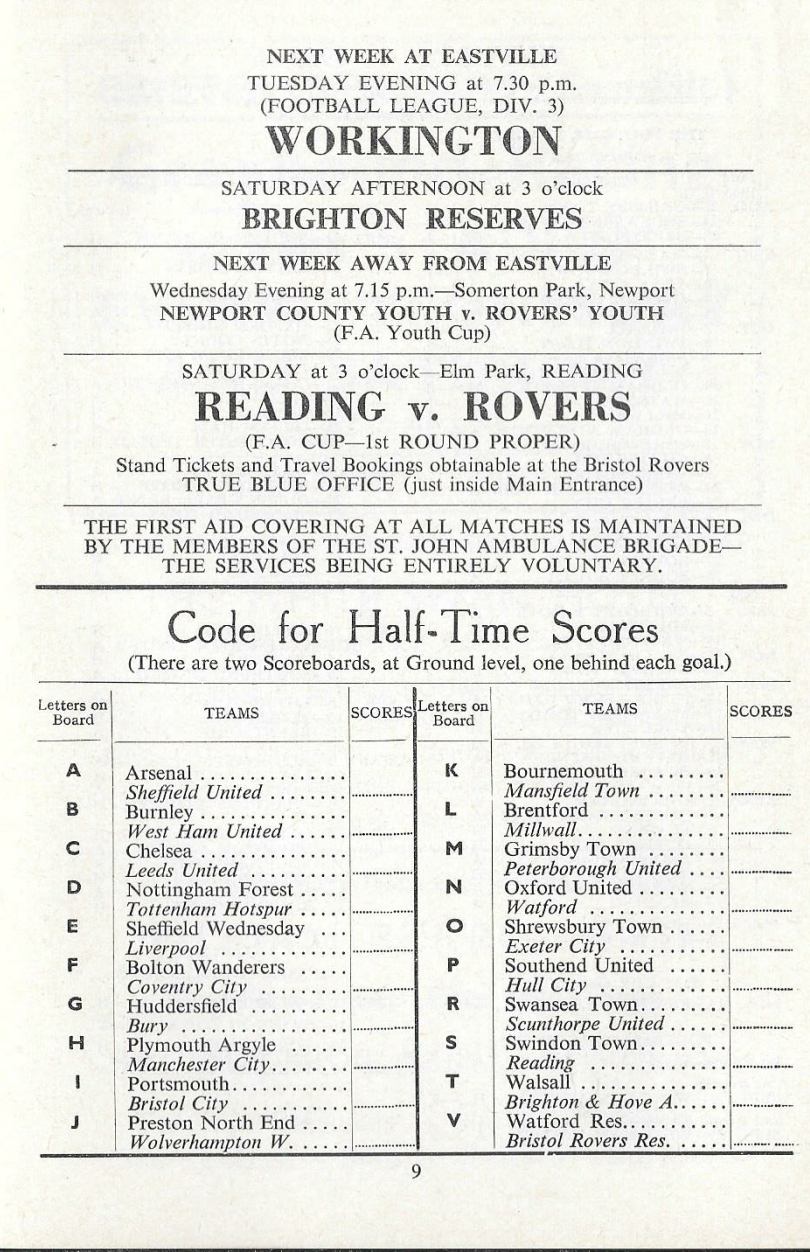 NEXT WEEK AT EASTVILLE
TUESDAY EVENING at 7.30 p.m.
(FOOTBALL LEAGUE, DIV. 3)
WORKINGTON
SATURDAY AFTERNOON at 3 o'clock
BRIGHTON RESERVES
NEXT WEEK AWAY FROM EASTVILLE
Wednesday Evening at 7.15 p.m.—Somerton Park, Newport
NEWPORT COUNTY YOUTH v. ROVERS' YOUTH
(F.A. Youth Cup)
SATURDAY at 3 o'clock—Elm Park, READING
READING v. ROVERS
(F.A. CUP—1st ROUND PROPER)
Stand Tickets and Travel Bookings obtainable at the Bristol Rovers
TRUE BLUE OFFICE (just inside Main Entrance)
THE FIRST AID COVERING AT ALL MATCHES IS MAINTAINED
BY THE MEMBERS OF THE ST. JOHN AMBULANCE BRIGADE—
THE SERVICES BEING ENTIRELY VOLUNTARY.
Code for Half-Time Scores
(There are two Scoreboards, at Ground level, one behind each goal.)
Letters on Board TEAMS SCORES
A Arsenal ...............
Sheffield United ........
B Burnley .............
West Ham United ......
C Chelsea ...............
Leeds United ..........
D Nottingham Forest .....
Tottenham Hotspur .....
E Sheffield Wednesday ...
Liverpool .............
F Bolton Wanderers .....
Coventry City .........
G Huddersfield ..........
Bury .................
H Plymouth Argyle ......
Manchester City........
I Portsmouth............
Bristol City ...........
J Preston North End .....
Wolverhampton W. ......
Letters on Board TEAMS SCORES
K Bournemouth .........
Mansfield Town ........
L Brentford .............
Millwall...............
M Grimsby Town ........
Peterborough United ....
N Oxford United .........
Watford ..............
O Shrewsbury Town ......
Exeter City ...........
P Southend United ......
Hull City .............
R Swansea Town.........
Scunthorpe United ......
S Swindon Town.........
Reading ..............
T Walsall ...............
Brighton & Hove A......
V Watford Res...........
Bristol Rovers Res. .....
9